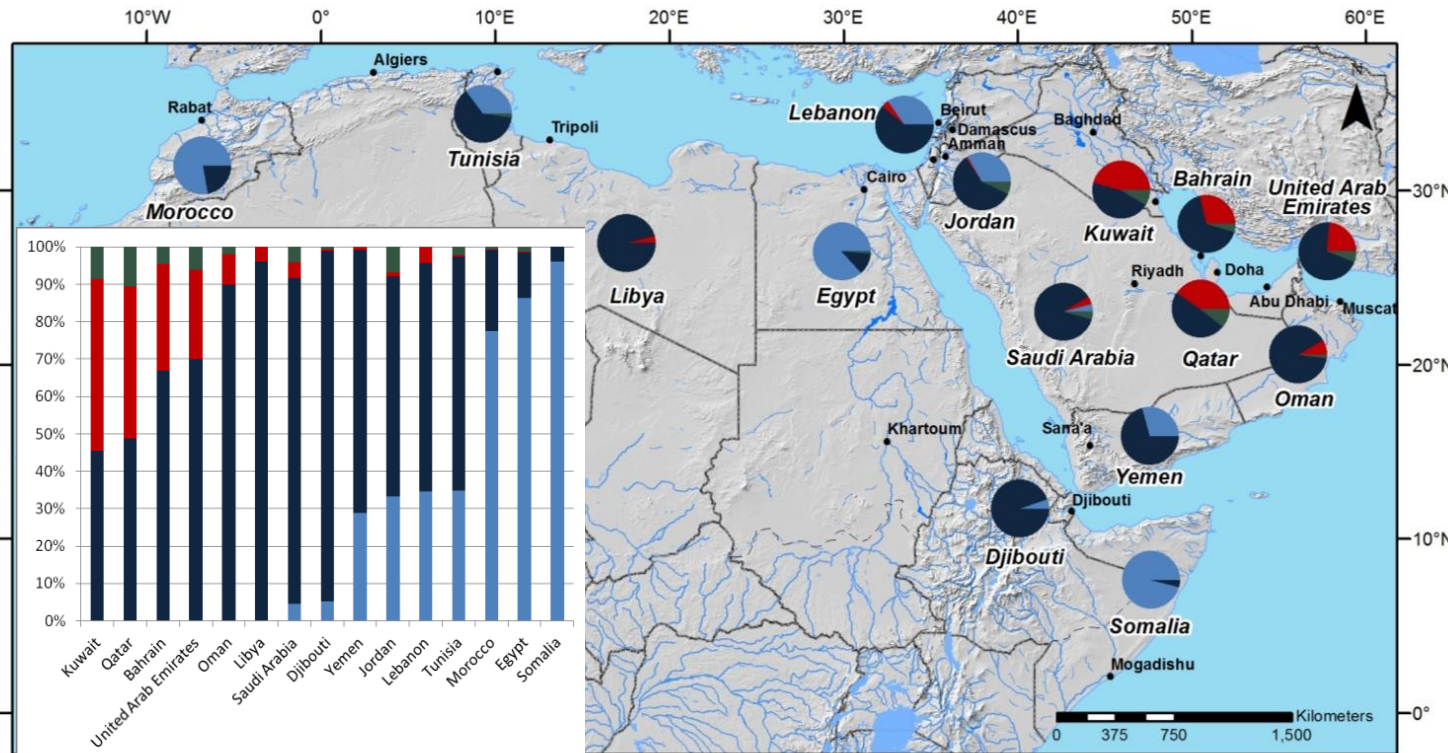 10°W 0° 10°E 20°E 30°E 40°E 50°E 60°E
Algiers
Rabat
Tripoli
Tunisia
Morocco
Lebanon
Beirut
Damascus
Amman
Baghdad
Cairo
Jordan
Kuwait
Bahrain
United Arab
Emirates
30°N
Libya
Egypt
Riyadh
Doha
Abu Dhabi
Muscat
Saudi Arabia
Qatar
20°N
Oman
Khartoum
Sana'a
Yemen
Djibouti
Djibouti
10°N
Somalia
Mogadishu
0°
Kilometers
0 375 750 1,500
100%
90%
80%
70%
60%
50%
40%
30%
20%
10%
0%
Kuwait
Qatar
Bahrain
United Arab Emirates
Oman
Libya
Saudi Arabia
Djibouti
Yemen
Jordan
Lebanon
Tunisia
Morocco
Egypt
Somalia